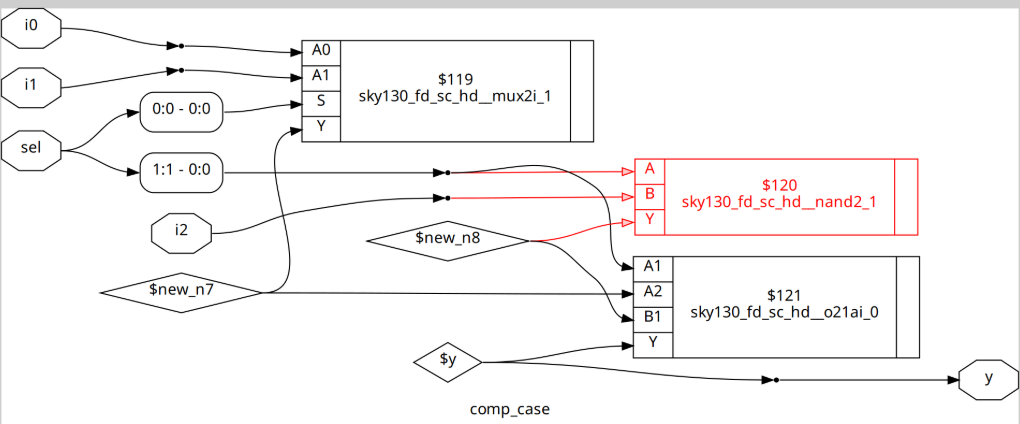 i0
i1
sel
0:0 - 0:0
1:1 - 0:0
i2
$new_n7
$new_n8
$y
A0
A1
S
Y
$119
sky130_fd_sc_hd__mux2i_1
A
B
Y
$120
sky130_fd_sc_hd__nand2_1
A1
A2
B1
Y
$121
sky130_fd_sc_hd__o21ai_0
y
comp_case